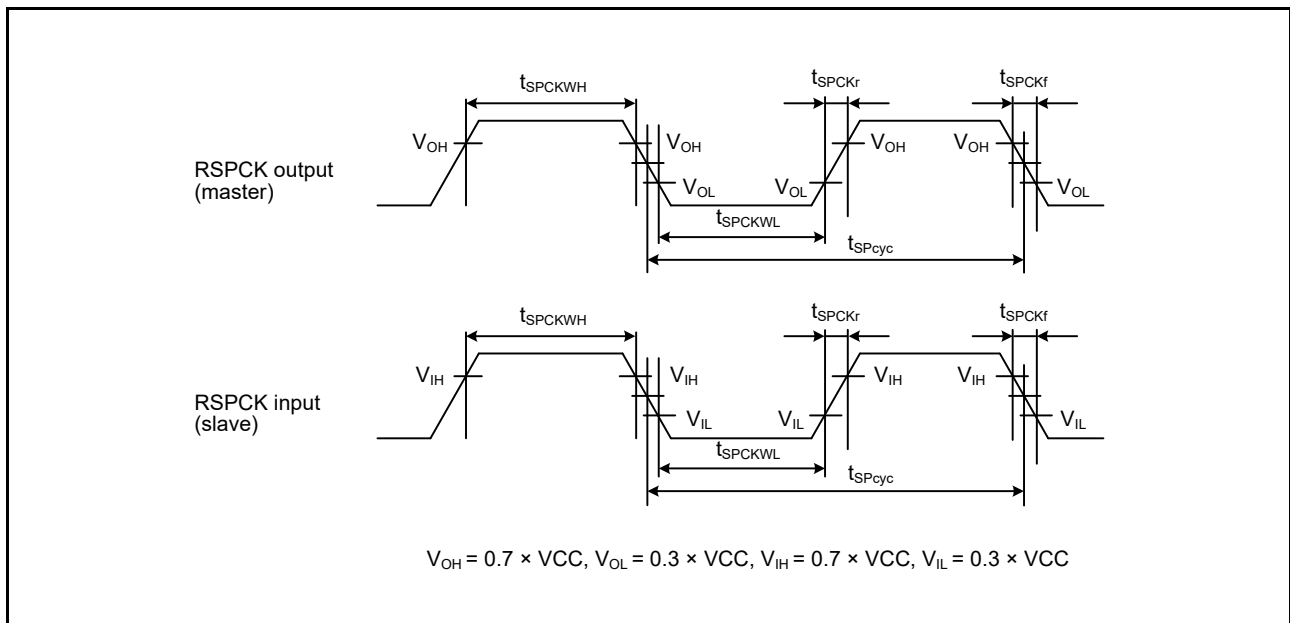 tSPCKWH
tSPCKr
tSPCKf
VOH
VOH
VOH
VOH
RSPCK output
(master)
VOL
VOL
VOL
tSPCKWL
tSPcyc
tSPCKWH
tSPCKr
tSPCKf
VIH
VIH
VIH
VIH
RSPCK input
(slave)
VIL
VIL
VIL
tSPCKWL
tSPcyc
VOH = 0.7 × VCC, VOL = 0.3 × VCC, VIH = 0.7 × VCC, VIL = 0.3 × VCC